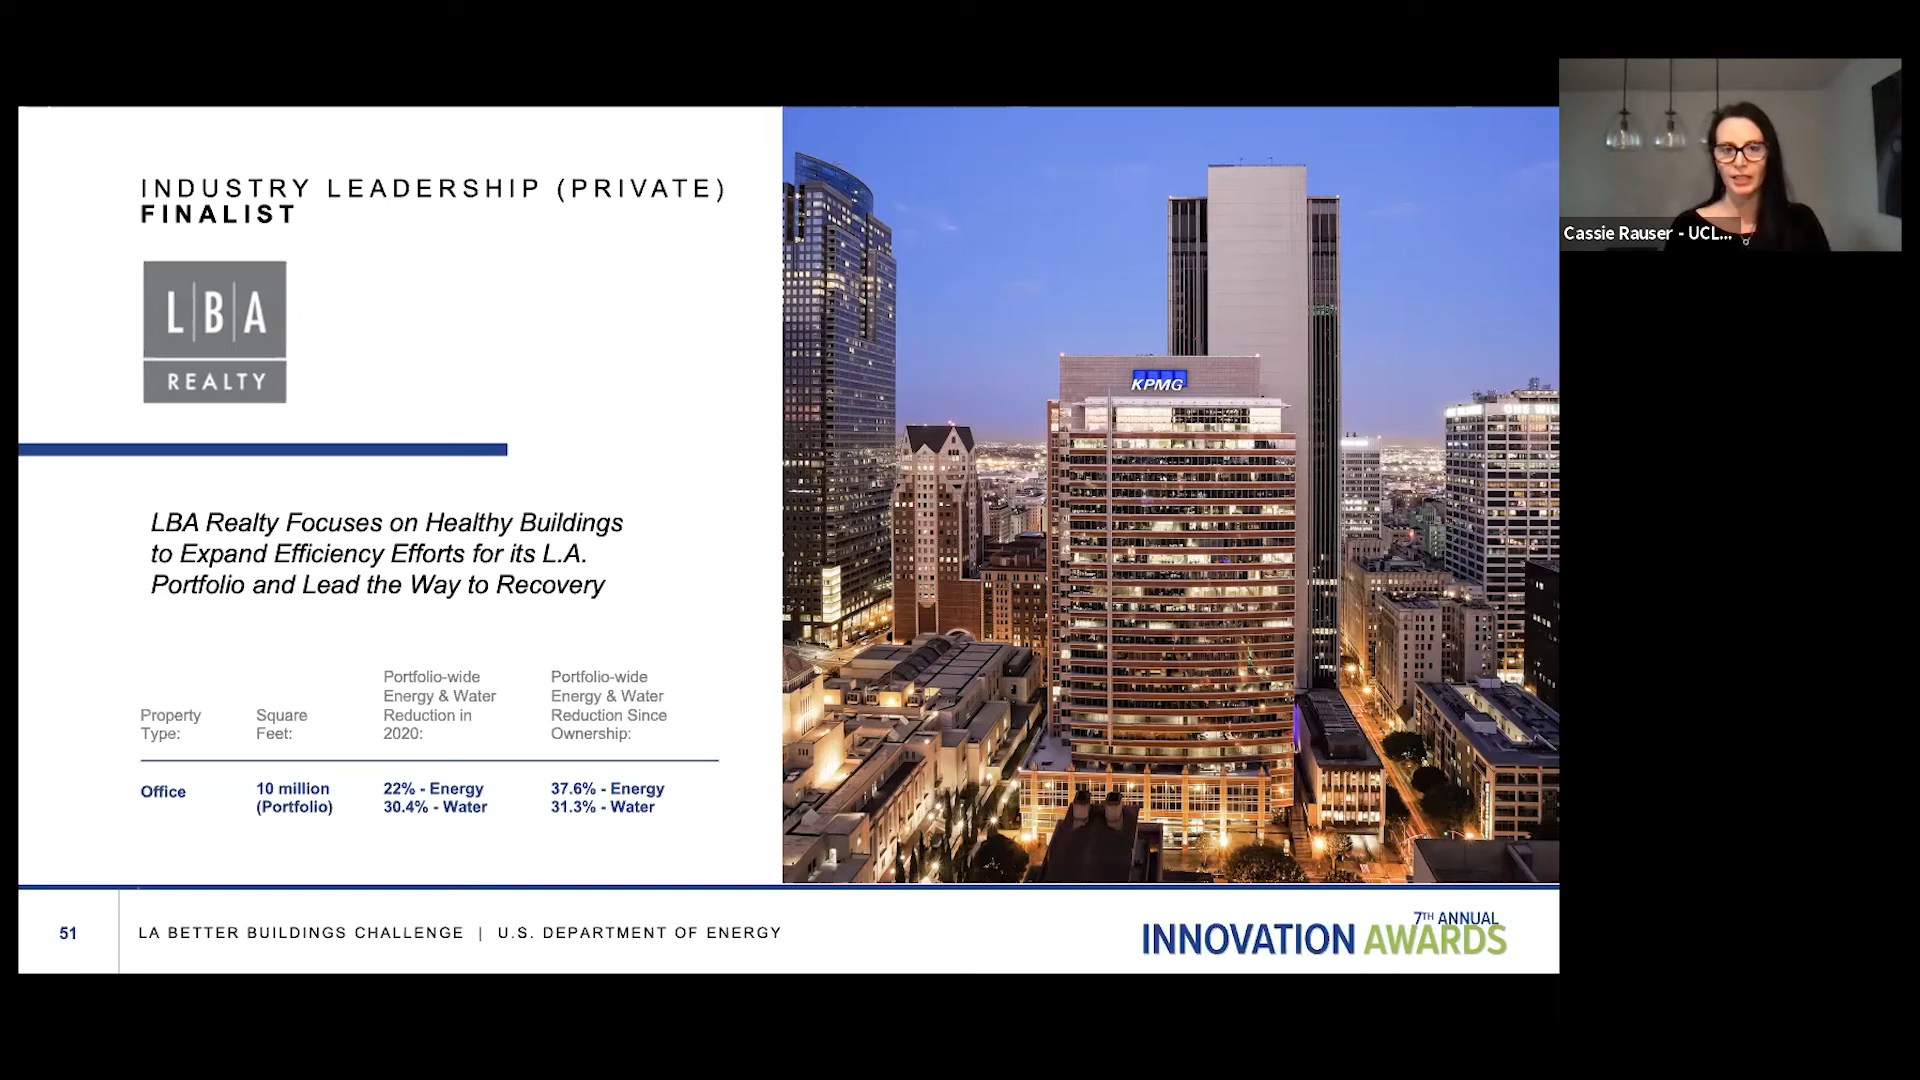 INDUSTRY LEADERSHIP (PRIVATE)
FINALIST
L|B|A
REALTY
LBA Realty Focuses on Healthy Buildings
to Expand Efficiency Efforts for its L.A.
Portfolio and Lead the Way to Recovery
Property
Type:
Square
Feet:
Portfolio-wide
Energy & Water
Reduction in
2020:
Portfolio-wide
Energy & Water
Reduction Since
Ownership:
Office
10 million
(Portfolio)
22% - Energy
30.4% - Water
37.6% - Energy
31.3% - Water
KPMG
Cassie Rauser - UCL...
51
LA BETTER BUILDINGS CHALLENGE | U.S. DEPARTMENT OF ENERGY
7TH ANNUAL
INNOVATION AWARDS